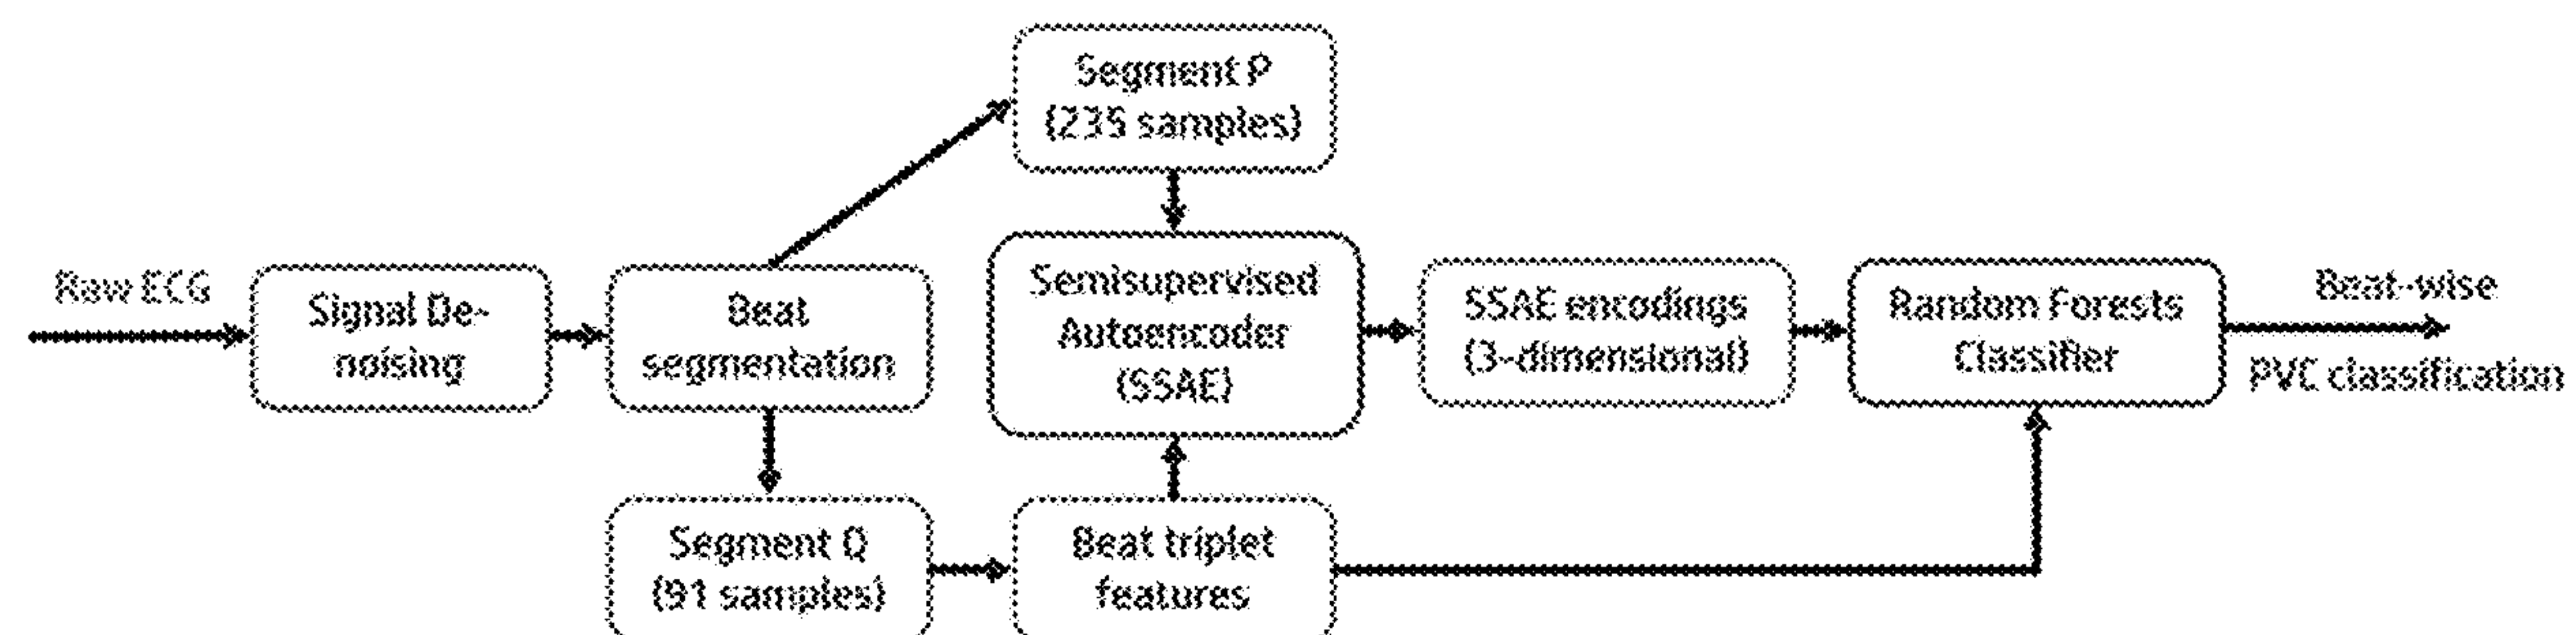 Segment P
(235 samples)
Raw ECG
Signal De-
noising
Beat
segmentation
Semisupervised
Autoencoder
(SSAE)
SSAE encodings
(3-dimensional)
Random Forests
Classifier
Beat-wise
PVC classification
Segment Q
(91 samples)
Beat triplet
features